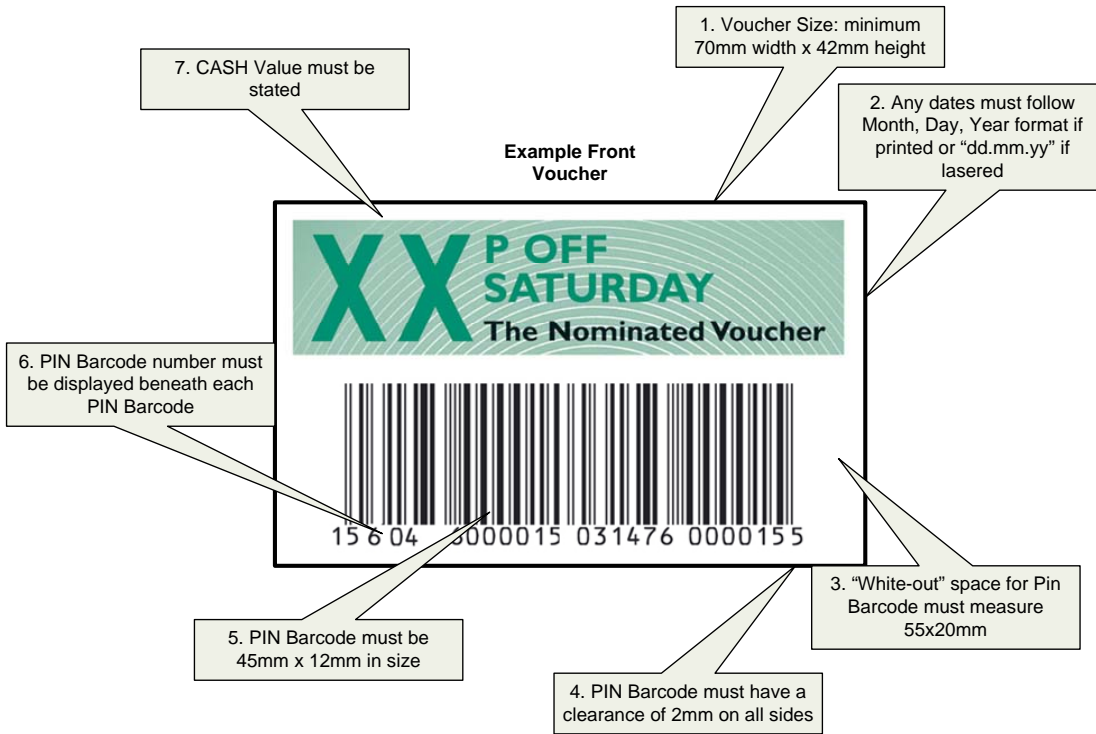 1. Voucher Size: minimum
70mm width x 42mm height
7. CASH Value must be
stated
2. Any dates must follow
Month, Day, Year format if
printed or “dd.mm.yy” if
lasered
Example Front
Voucher
XX P OFF
SATURDAY
The Nominated Voucher
6. PIN Barcode number must
be displayed beneath each
PIN Barcode
15604 6000015 031476 0000155
3. “White-out” space for Pin
Barcode must measure
55x20mm
5. PIN Barcode must be
45mm x 12mm in size
4. PIN Barcode must have a
clearance of 2mm on all sides